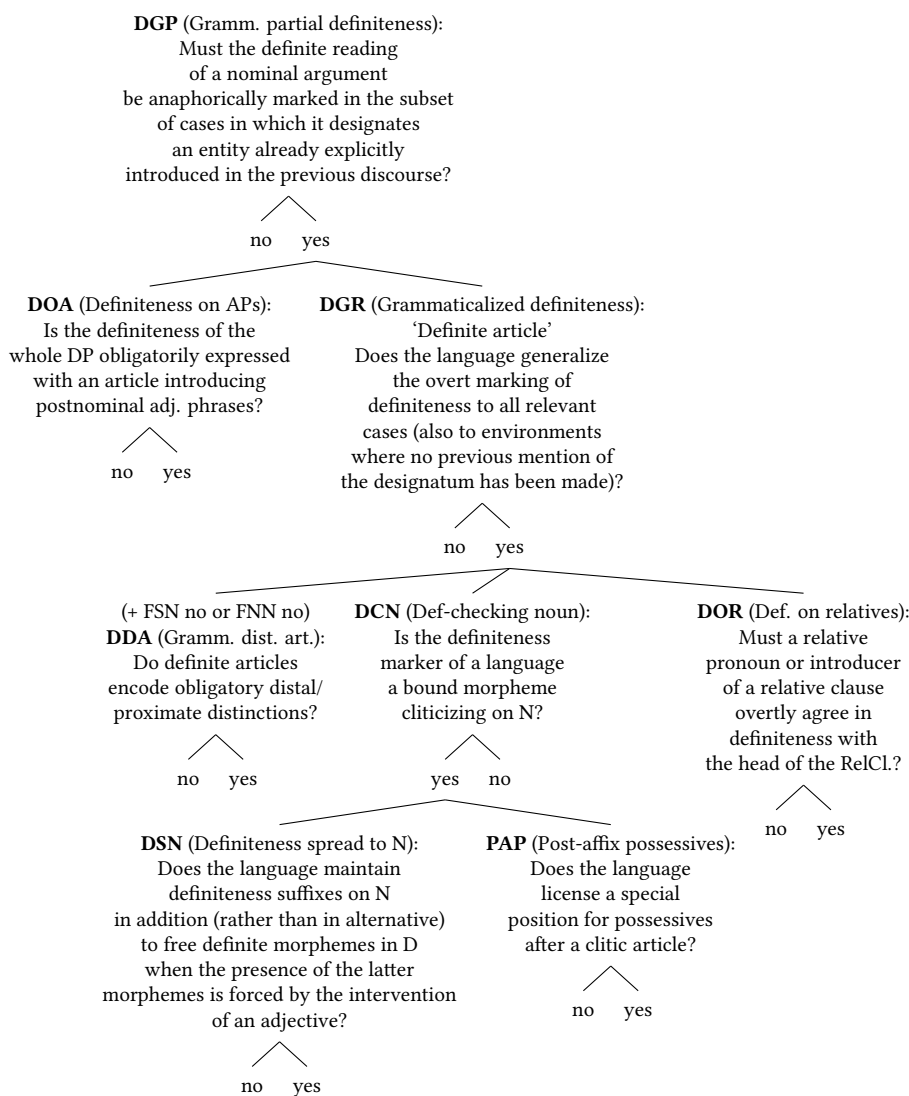 DGP (Gramm. partial definiteness):
Must the definite reading
of a nominal argument
be anaphorically marked in the subset
of cases in which it designates
an entity already explicitly
introduced in the previous discourse?
no yes
DOA (Definiteness on APs):
Is the definiteness of the
whole DP obligatorily expressed
with an article introducing
postnominal adj. phrases?
no yes
DGR (Grammaticalized definiteness):
‘Definite article’
Does the language generalize
the overt marking of
definiteness to all relevant
cases (also to environments
where no previous mention of
the designatum has been made)?
no yes
(+ FSN no or FNN no)
DDA (Gramm. dist. art.):
Do definite articles
encode obligatory distal/
proximate distinctions?
no yes
DCN (Def-checking noun):
Is the definiteness
marker of a language
a bound morpheme
cliticizing on N?
yes no
DOR (Def. on relatives):
Must a relative
pronoun or introducer
of a relative clause
overtly agree in
definiteness with
the head of the RelCl.?
no yes
DSN (Definiteness spread to N):
Does the language maintain
definiteness suffixes on N
in addition (rather than in alternative)
to free definite morphemes in D
when the presence of the latter
morphemes is forced by the intervention
of an adjective?
no yes
PAP (Post-affix possessives):
Does the language
license a special
position for possessives
after a clitic article?
no yes